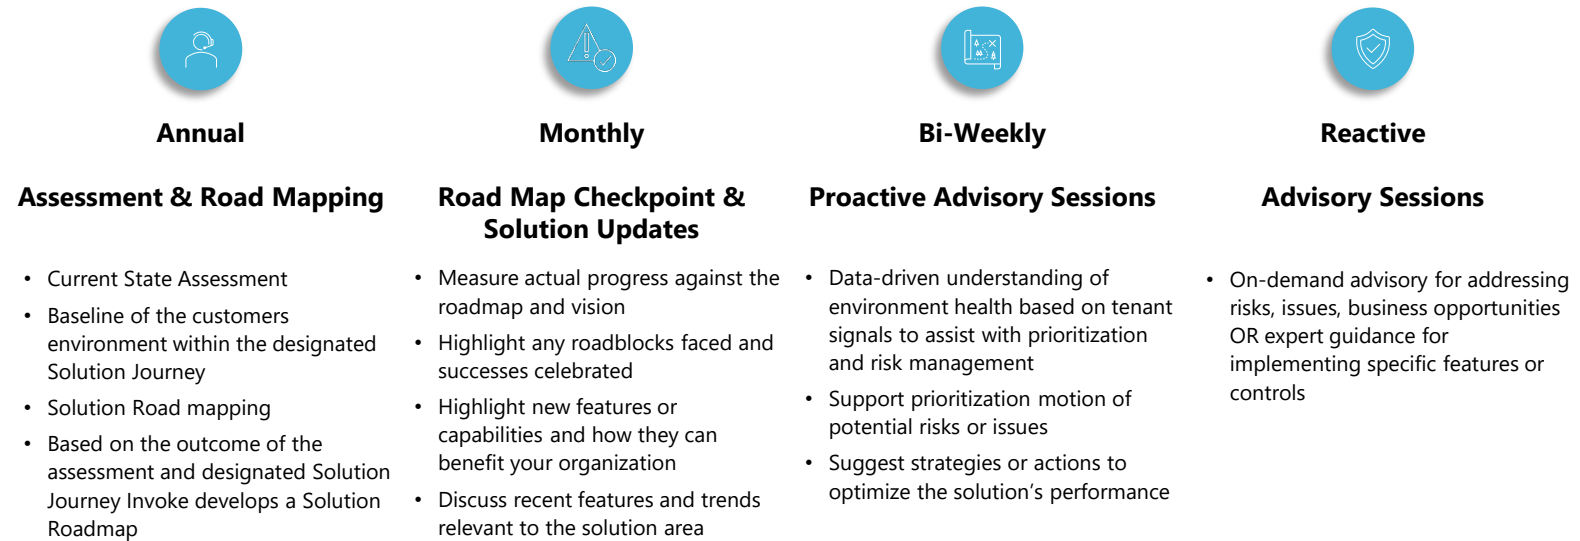 Annual
Assessment & Road Mapping
• Current State Assessment
• Baseline of the customers
environment within the designated
Solution Journey
• Solution Road mapping
• Based on the outcome of the
assessment and designated Solution
Journey Invoke develops a Solution
Roadmap
Monthly
Road Map Checkpoint &
Solution Updates
• Measure actual progress against the
roadmap and vision
• Highlight any roadblocks faced and
successes celebrated
• Highlight new features or
capabilities and how they can
benefit your organization
• Discuss recent features and trends
relevant to the solution area
Bi-Weekly
Proactive Advisory Sessions
• Data-driven understanding of
environment health based on tenant
signals to assist with prioritization
and risk management
• Support prioritization motion of
potential risks or issues
• Suggest strategies or actions to
optimize the solution’s performance
Reactive
Advisory Sessions
• On-demand advisory for addressing
risks, issues, business opportunities
OR expert guidance for
implementing specific features or
controls